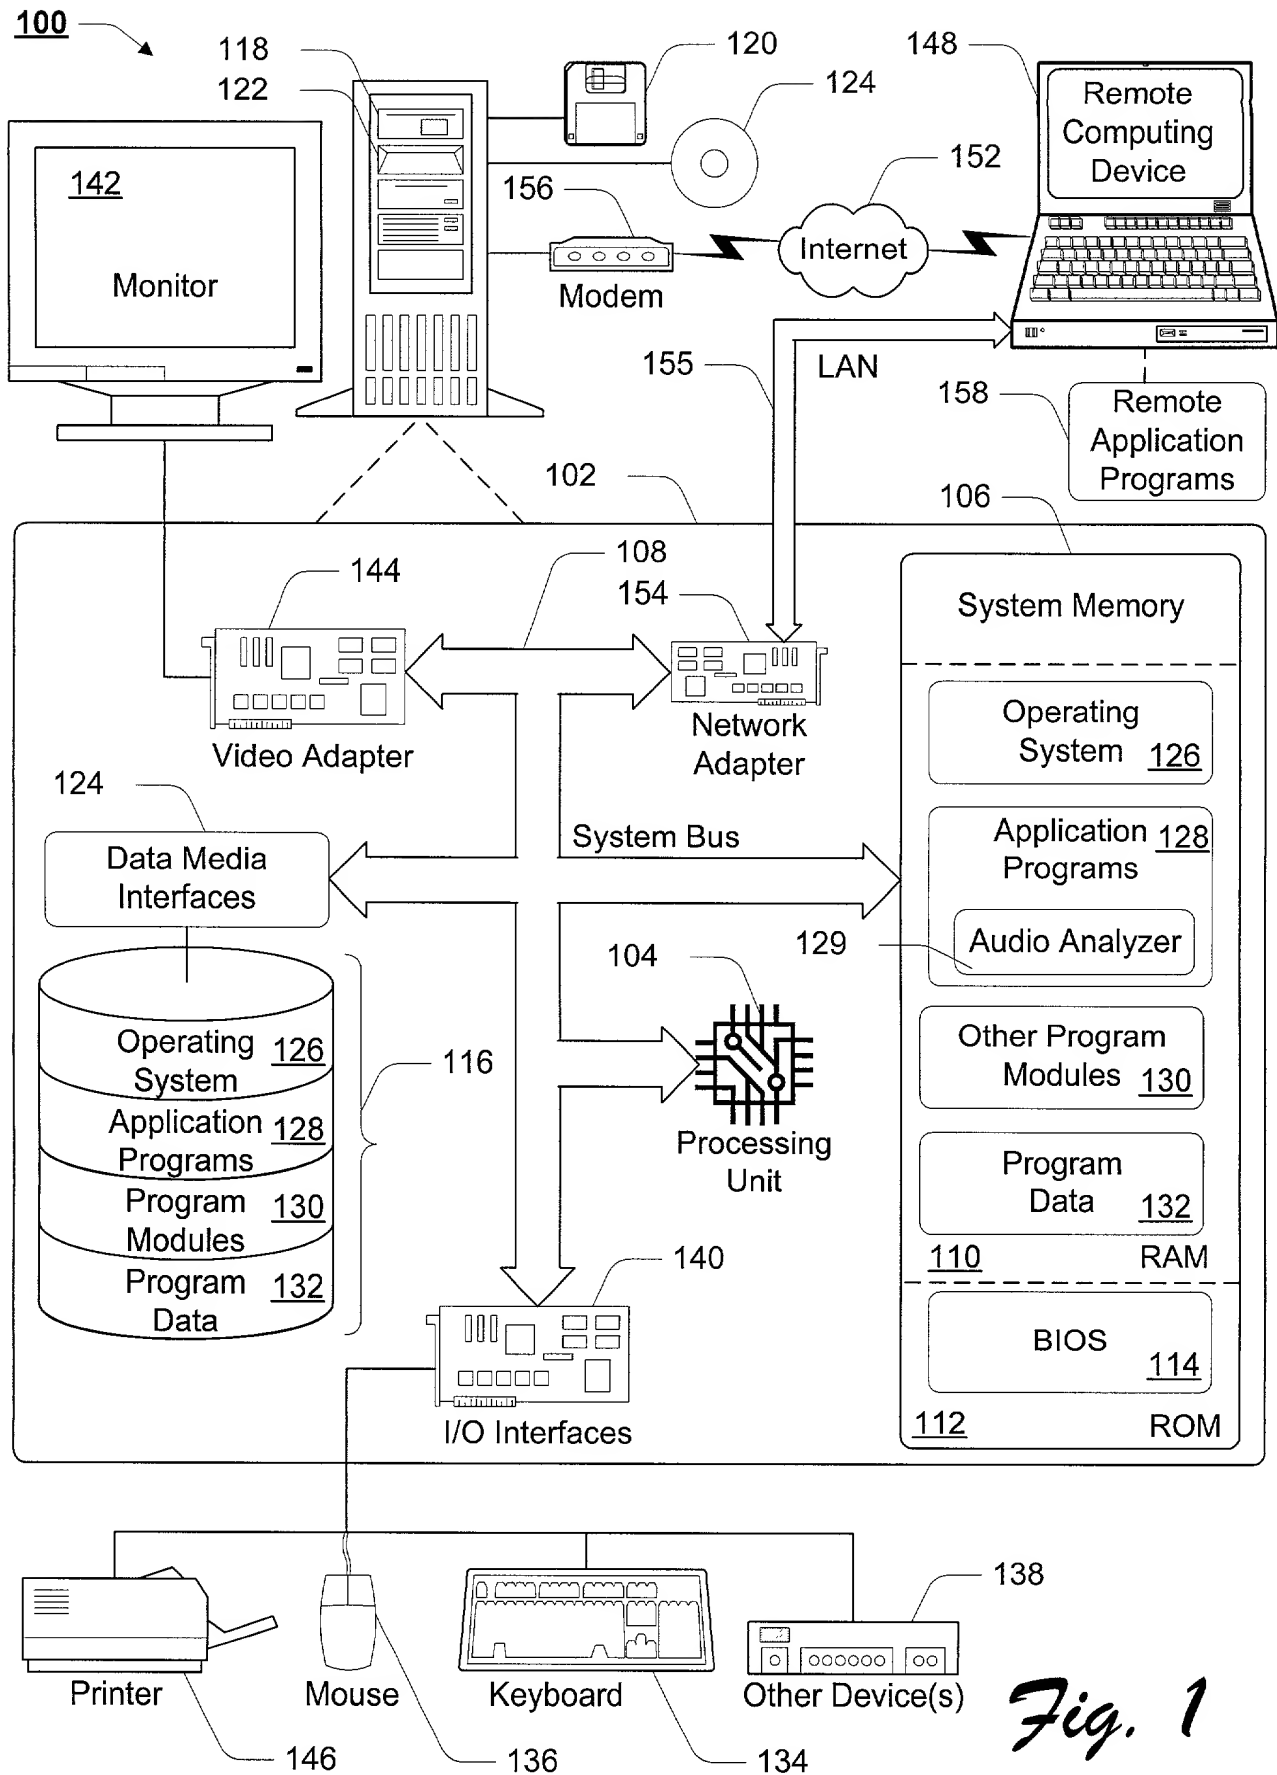 100
118
122
120
124
148
Remote
Computing
Device
152
156
142
Monitor
Internet
Modem
155
LAN
158
Remote
Application
Programs
102
106
108
144
154
System Memory
Video Adapter
Network
Adapter
Operating
System 126
124
System Bus
Data Media
Interfaces
Application 128
Programs
129
Audio Analyzer
104
Other Program
Modules 130
Operating 126
System
116
Application 128
Programs
Processing
Unit
Program
Data 132
Program 130
Modules
110 RAM
140
Program 132
Data
BIOS
114
I/O Interfaces
112 ROM
138
Printer
Mouse
Keyboard
Other Device(s)
146
136
134
Fig. 1